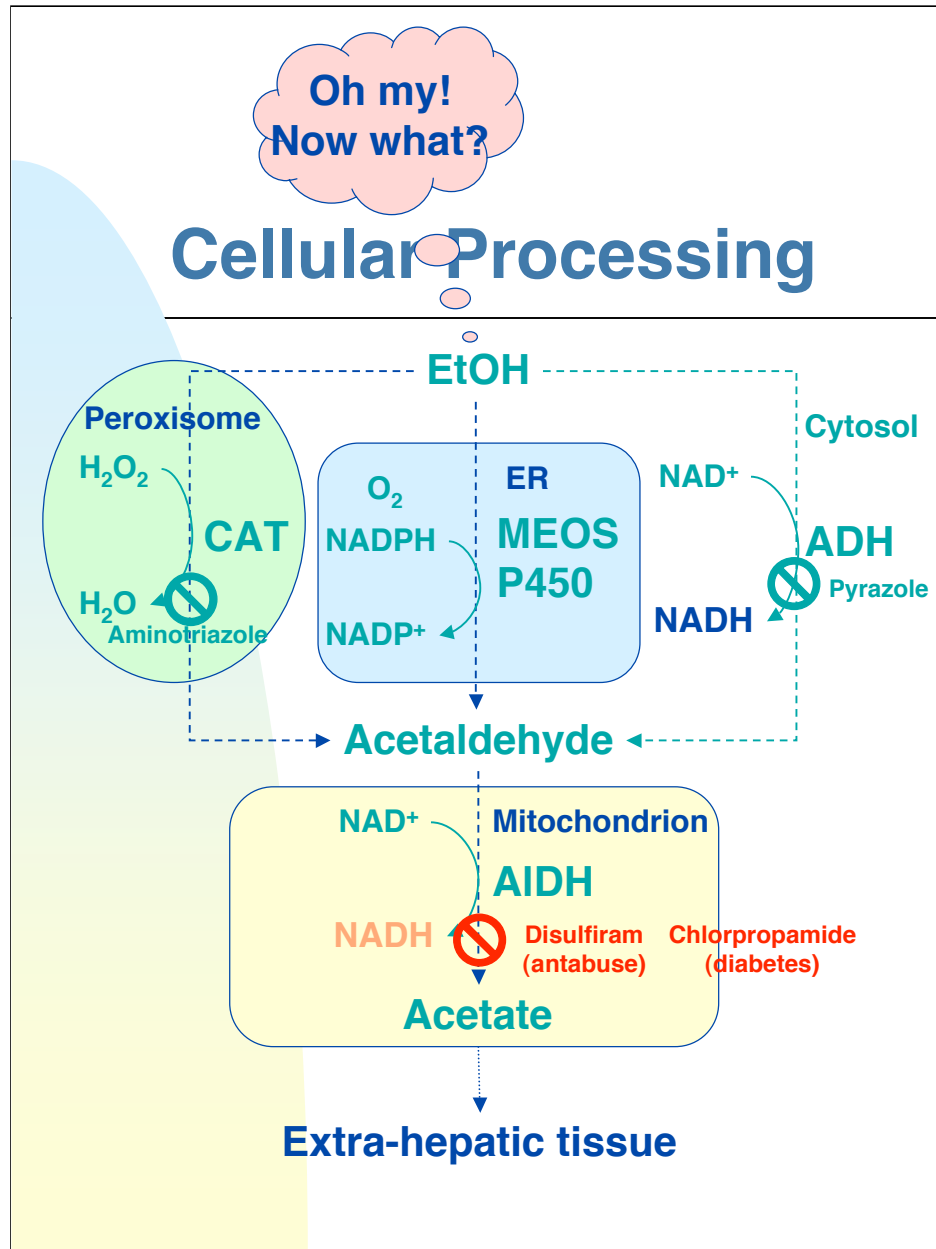 Oh my!
Now what?
Cellular Processing
EtOH
Peroxisome
H₂O₂
CAT
H₂O
Aminotriazole
O₂
ER
NADPH
MEOS
P450
NADP⁺
Cytosol
NAD⁺
ADH
Pyrazole
NADH
Acetaldehyde
NAD⁺
Mitochondrion
AlDH
NADH
Disulfiram
(antabuse)
Chlorpropamide
(diabetes)
Acetate
Extra-hepatic tissue